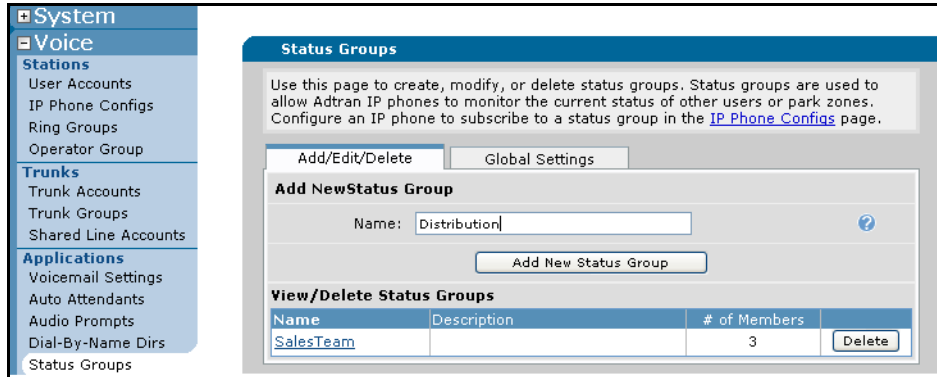 System
Voice
Stations
User Accounts
IP Phone Configs
Ring Groups
Operator Group
Trunks
Trunk Accounts
Trunk Groups
Shared Line Accounts
Applications
Voicemail Settings
Auto Attendants
Audio Prompts
Dial-By-Name Dirs
Status Groups
Status Groups
Use this page to create, modify, or delete status groups. Status groups are used to
allow Adtran IP phones to monitor the current status of other users or park zones.
Configure an IP phone to subscribe to a status group in the IP Phone Configs page.
Add/Edit/Delete Global Settings
Add NewStatus Group
Name: Distribution ?
Add New Status Group
View/Delete Status Groups
Name Description # of Members
SalesTeam 3 Delete